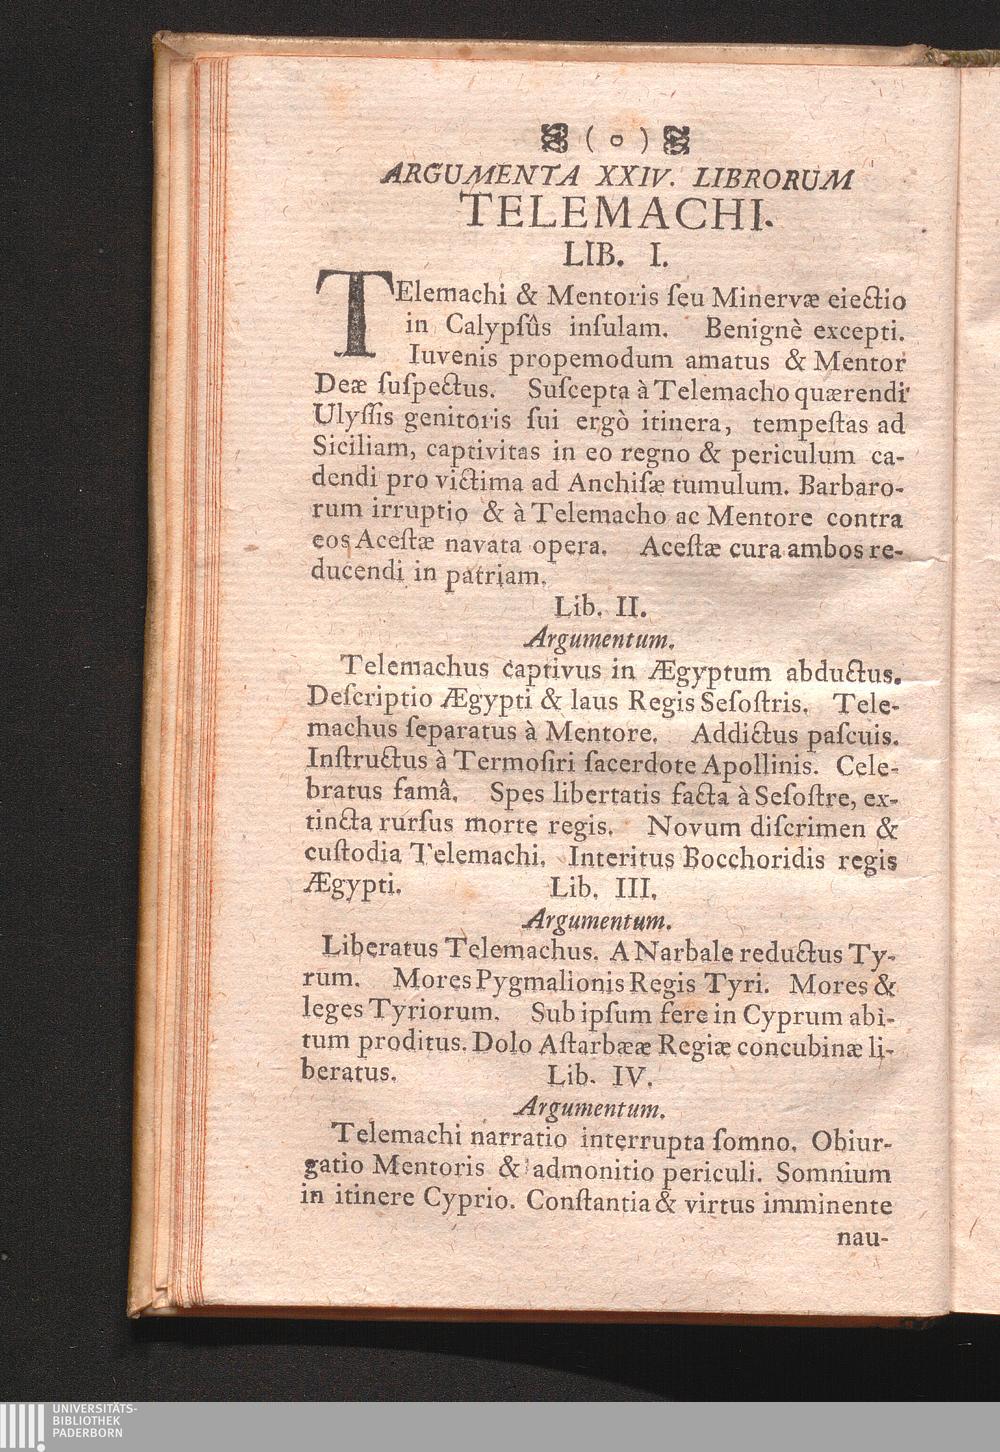 ( o )
ARGUMENTA XXIV. LIBRORUM
TELEMACHI.
LIB. I.
TElemachi & Mentoris ſeu Minervæ eiectio
in Calypſûs inſulam. Benignè excepti.
Iuvenis propemodum amatus & Mentor
Deæ ſuſpectus. Suſcepta à Telemacho quærendi
Ulyſſis genitoris ſui ergò itinera, tempeſtas ad
Siciliam, captivitas in eo regno & periculum ca-
dendi pro victima ad Anchiſæ tumulum. Barbaro-
rum irruptio & à Telemacho ac Mentore contra
eos Aceſtæ navata opera. Aceſtæ cura ambos re-
ducendi in patriam.
Lib. II.
Argumentum.
Telemachus captivus in Ægyptum abductus.
Deſcriptio Ægypti & laus Regis Seſoſtris. Tele-
machus ſeparatus à Mentore. Addictus paſcuis.
Inſtructus à Termoſiri ſacerdote Apollinis. Cele-
bratus famâ. Spes libertatis facta à Seſoſtre, ex-
tincta rurſus morte regis. Novum diſcrimen &
cuſtodia Telemachi. Interitus Bocchoridis regis
Ægypti. Lib. III.
Argumentum.
Liberatus Telemachus. A Narbale reductus Ty-
rum. Mores Pygmalionis Regis Tyri. Mores &
leges Tyriorum. Sub ipſum fere in Cyprum abi-
tum proditus. Dolo Aſtarbææ Regiæ concubinæ li-
beratus. Lib. IV.
Argumentum.
Telemachi narratio interrupta ſomno. Obiur-
gatio Mentoris & admonitio periculi. Somnium
in itinere Cyprio. Conſtantia & virtus imminente
nau-
UNIVERSITÄTS-
BIBLIOTHEK
PADERBORN